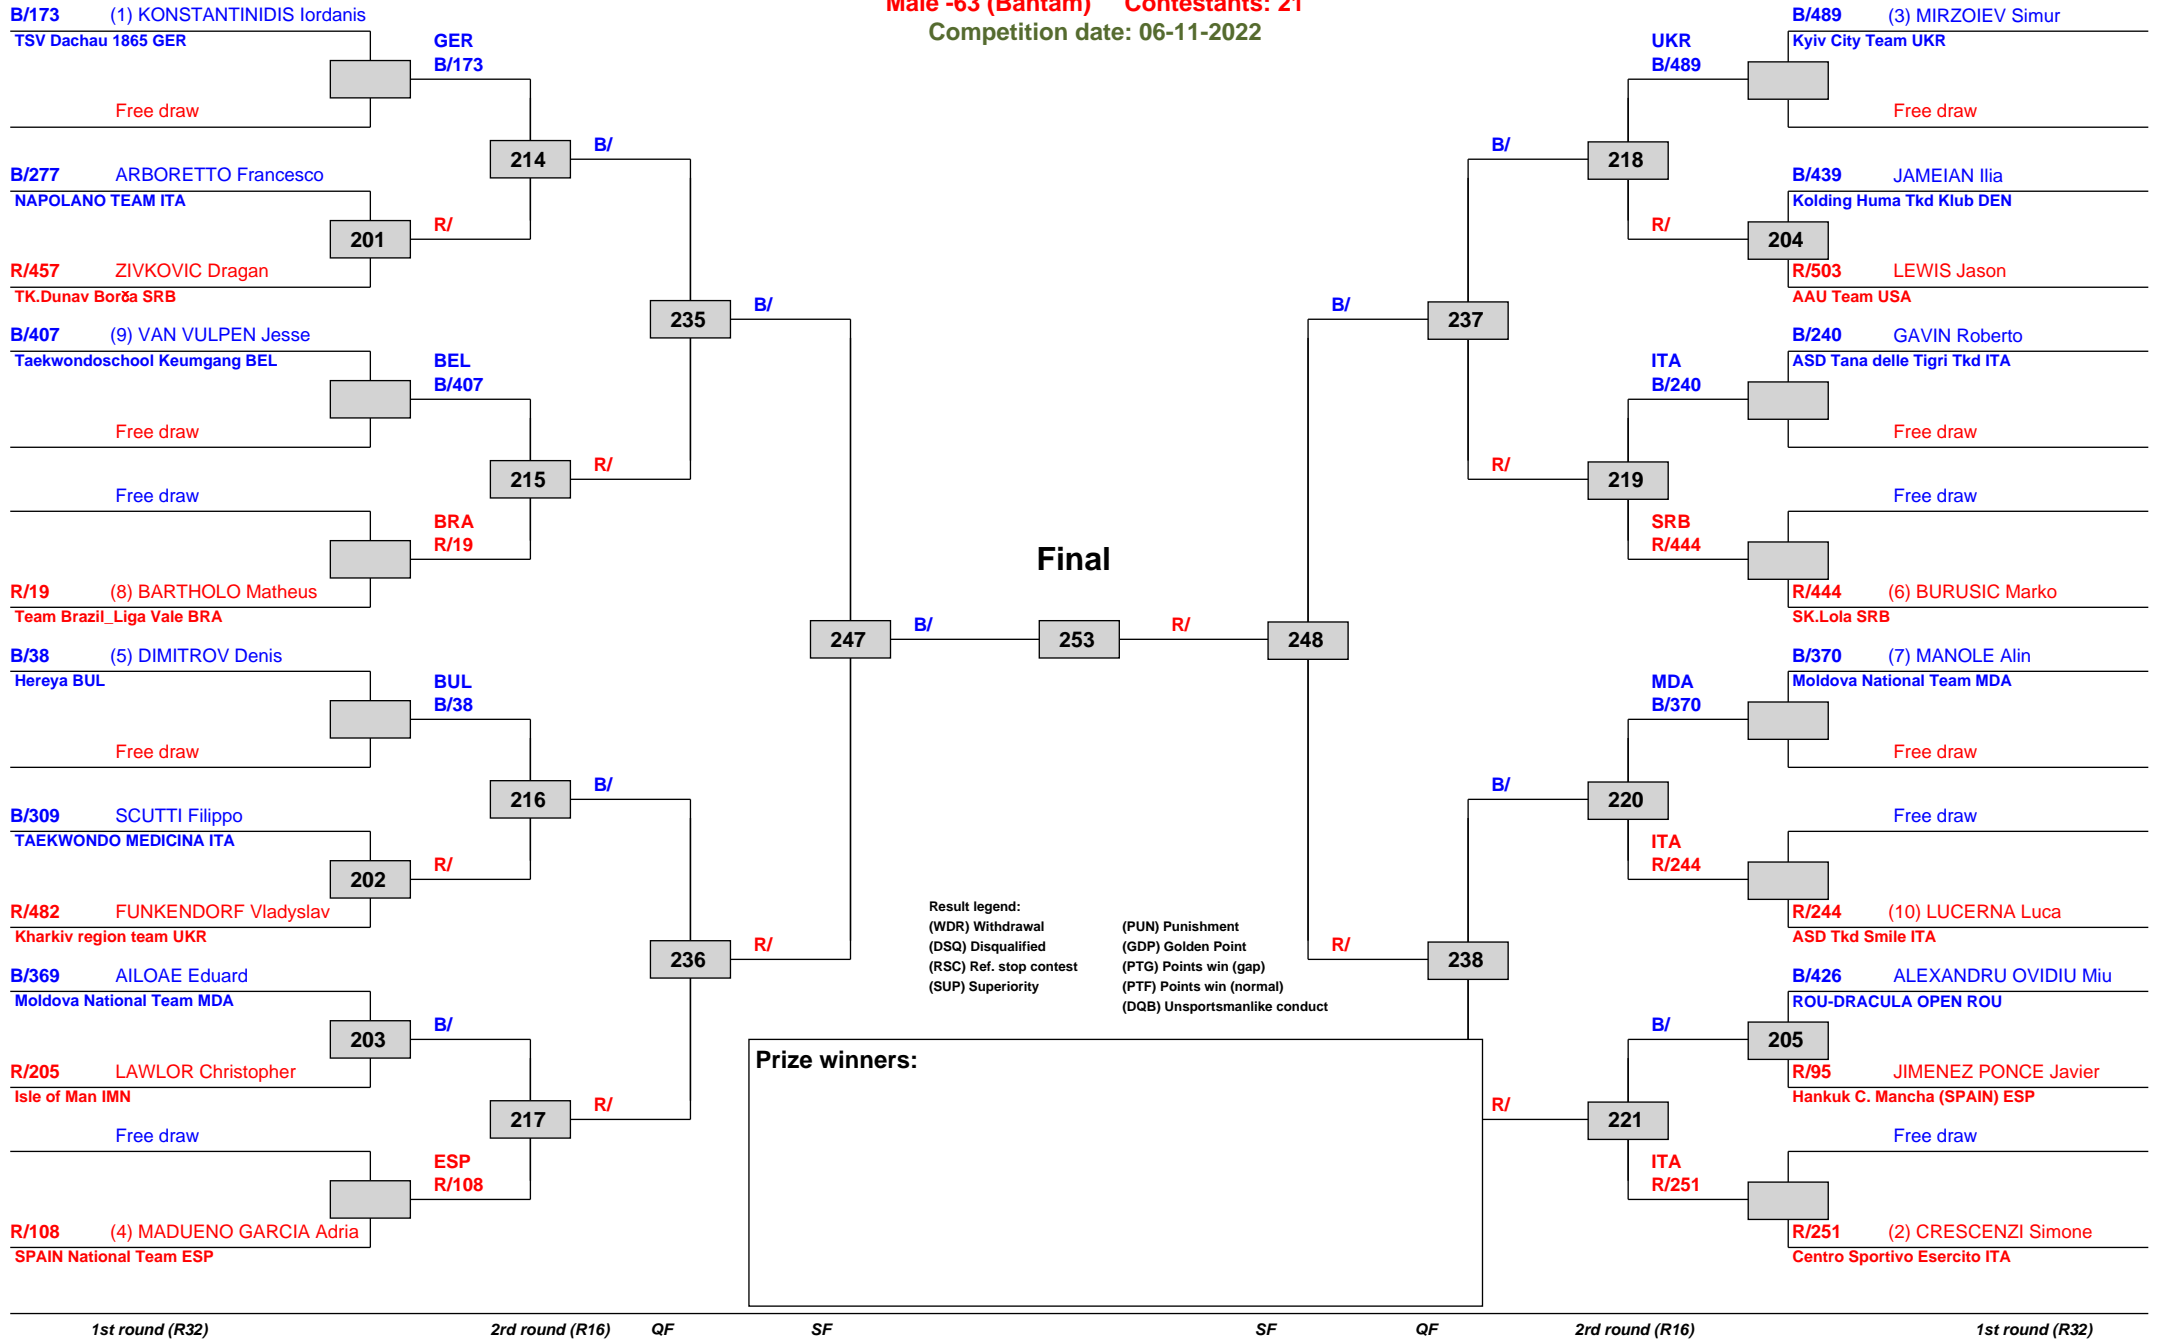 Male -63 (Bantam) Contestants: 21
Competition date: 06-11-2022
B/173 (1) KONSTANTINIDIS Iordanis
TSV Dachau 1865 GER
GER
B/173
Free draw
214
B/
B/277 ARBORETTO Francesco
NAPOLANO TEAM ITA
201
R/
R/457 ZIVKOVIC Dragan
TK.Dunav Borča SRB
235
B/
B/407 (9) VAN VULPEN Jesse
Taekwondoschool Keumgang BEL
BEL
B/407
Free draw
215
R/
Free draw
BRA
R/19
R/19 (8) BARTHOLO Matheus
Team Brazil_Liga Vale BRA
247
B/
B/38 (5) DIMITROV Denis
Hereya BUL
BUL
B/38
Free draw
216
B/
B/309 SCUTTI Filippo
TAEKWONDO MEDICINA ITA
202
R/
R/482 FUNKENDORF Vladyslav
Kharkiv region team UKR
236
R/
B/369 AILOAE Eduard
Moldova National Team MDA
203
B/
R/205 LAWLOR Christopher
Isle of Man IMN
217
R/
Free draw
ESP
R/108
R/108 (4) MADUENO GARCIA Adria
SPAIN National Team ESP
Final
253
R/
248
B/489 (3) MIRZOIEV Simur
Kyiv City Team UKR
UKR
B/489
Free draw
B/
218
B/439 JAMEIAN Ilia
Kolding Huma Tkd Klub DEN
R/
204
R/503 LEWIS Jason
AAU Team USA
B/
237
B/240 GAVIN Roberto
ASD Tana delle Tigri Tkd ITA
ITA
B/240
Free draw
R/
219
Free draw
SRB
R/444
R/444 (6) BURUSIC Marko
SK.Lola SRB
B/370 (7) MANOLE Alin
Moldova National Team MDA
MDA
B/370
Free draw
B/
220
Free draw
ITA
R/244
R/244 (10) LUCERNA Luca
ASD Tkd Smile ITA
R/
238
B/426 ALEXANDRU OVIDIU Miu
ROU-DRACULA OPEN ROU
B/
205
R/95 JIMENEZ PONCE Javier
Hankuk C. Mancha (SPAIN) ESP
R/
221
Free draw
ITA
R/251
R/251 (2) CRESCENZI Simone
Centro Sportivo Esercito ITA
Result legend:
(WDR) Withdrawal (PUN) Punishment
(DSQ) Disqualified (GDP) Golden Point
(RSC) Ref. stop contest (PTG) Points win (gap)
(SUP) Superiority (PTF) Points win (normal)
(DQB) Unsportsmanlike conduct
Prize winners:
1st round (R32) 2rd round (R16) QF SF SF QF 2rd round (R16) 1st round (R32)